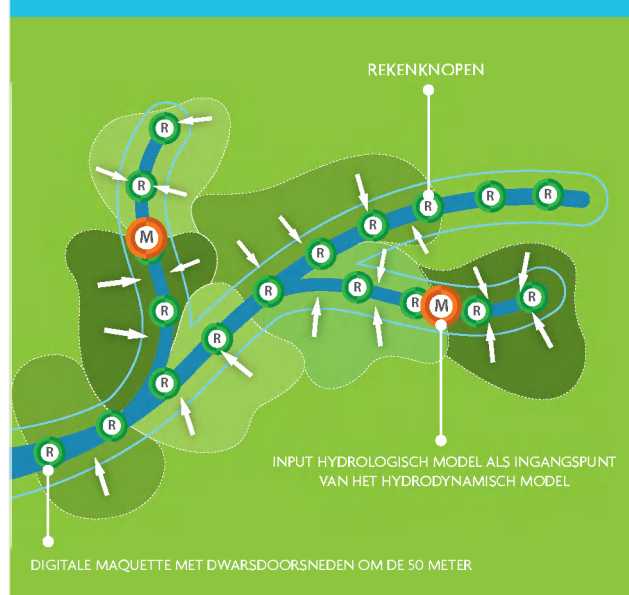 REKENKNOPEN
R
R
R
R
R
R
M
R
R
R
R
M
R
R
R
R
R
R
R
INPUT HYDROLOGISCH MODEL ALS INGANGSPUNT
VAN HET HYDRODYNAMISCH MODEL
DIGITALE MAQUETTE MET DWARSDOORSNEDEN OM DE 50 METER